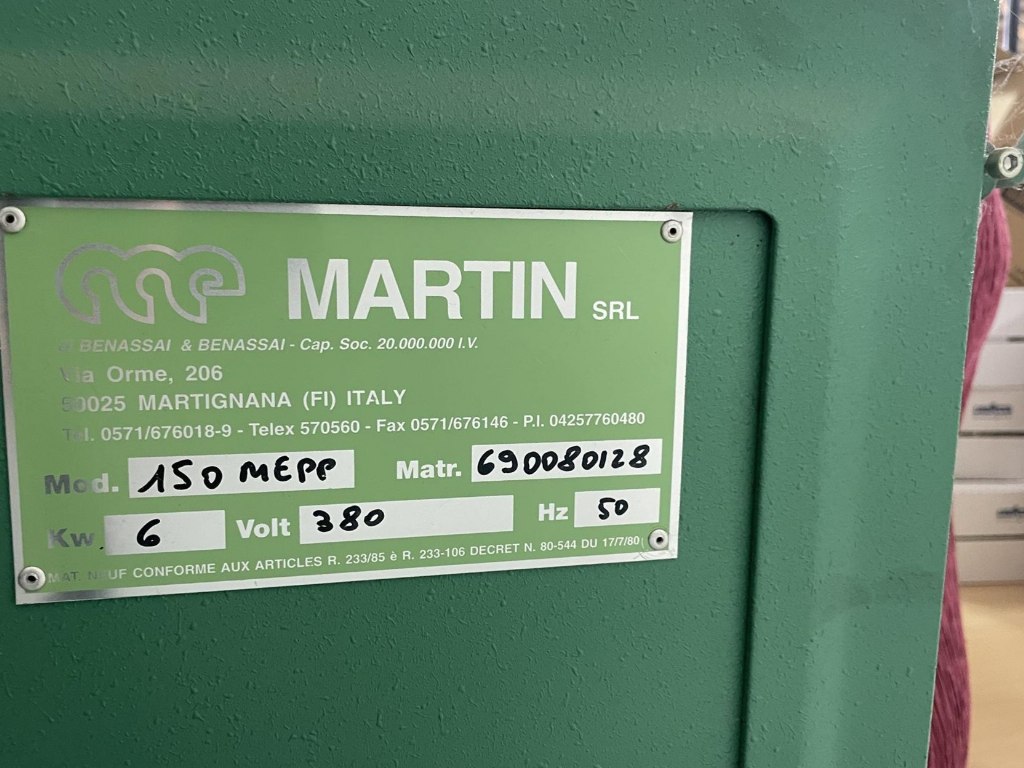 me MARTIN SRL
di BENASSAI & BENASSAI - Cap. Soc. 20.000.000 I.V.
Via Orme, 206
50025 MARTIGNANA (FI) ITALY
Tel. 0571/676018-9 - Telex 570560 - Fax 0571/676146 - P.I. 04257760480
Mod. 150 MEPP Matr. 690080128
Kw 6 Volt 380 Hz 50
MAT. NEUF CONFORME AUX ARTICLES R. 233/85 è R. 233-106 DECRET N. 80-544 DU 17/7/80